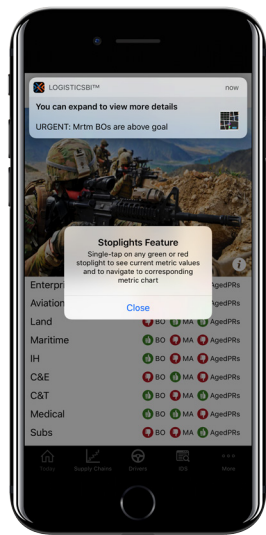 LOGISTICSBI™ now
You can expand to view more details
URGENT: Mrtm BOs are above goal
Stoplights Feature
Single-tap on any green or red
stoplight to see current metric values
and to navigate to corresponding
metric chart
Close
Enterpri AgedPRs
Aviation AgedPRs
Land BO MA AgedPRs
Maritime BO MA AgedPRs
IH BO MA AgedPRs
C&E BO MA AgedPRs
C&T BO MA AgedPRs
Medical BO MA AgedPRs
Subs BO MA AgedPRs
Today Supply Chains Drivers IDS More